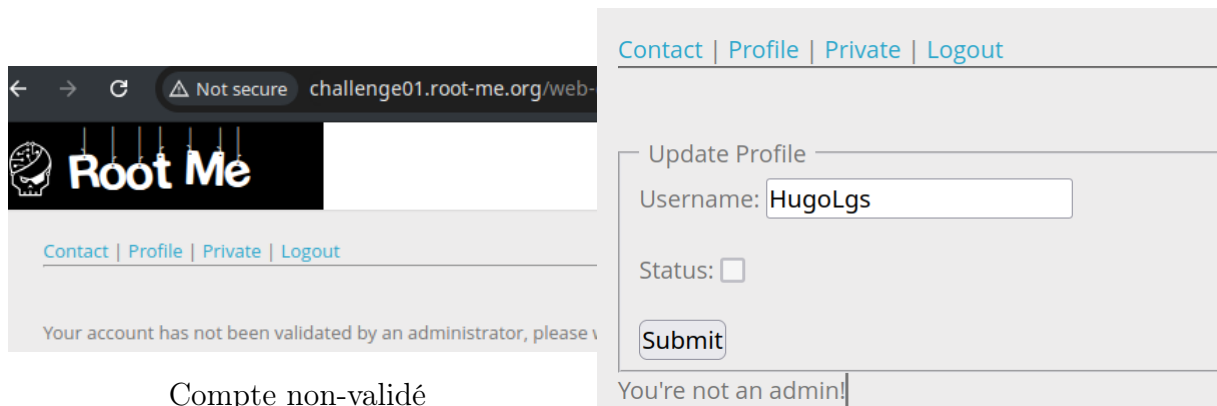 Not secure challenge01.root-me.org/web-
Root Me
Contact | Profile | Private | Logout
Your account has not been validated by an administrator, please
Compte non-validé
Contact | Profile | Private | Logout
Update Profile
Username: HugoLgs
Status:
Submit
You're not an admin!